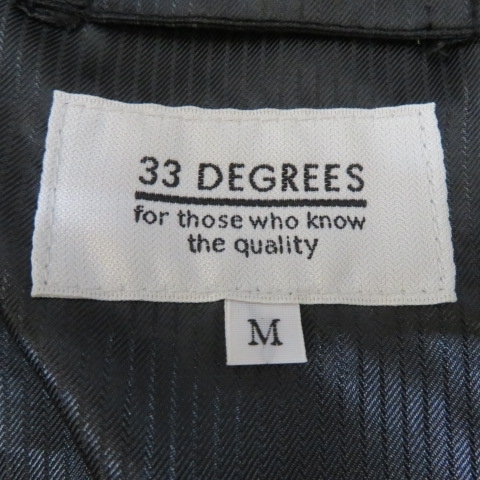 33 DEGREES
for those who know
the quality
M